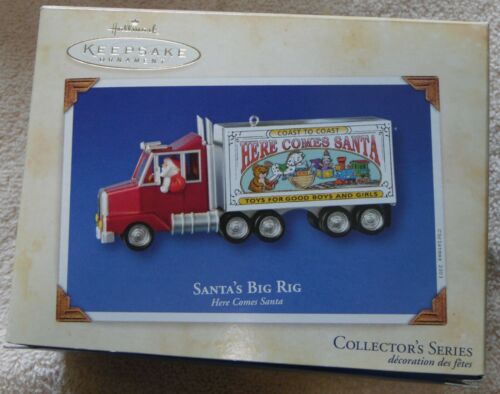 Hallmark
KEEPSAKE
ORNAMENT
COAST TO COAST
HERE COMES SANTA
TOYS FOR GOOD BOYS AND GIRLS
SANTA'S BIG RIG
Here Comes Santa
COLLECTOR'S SERIES
décoration des fêtes